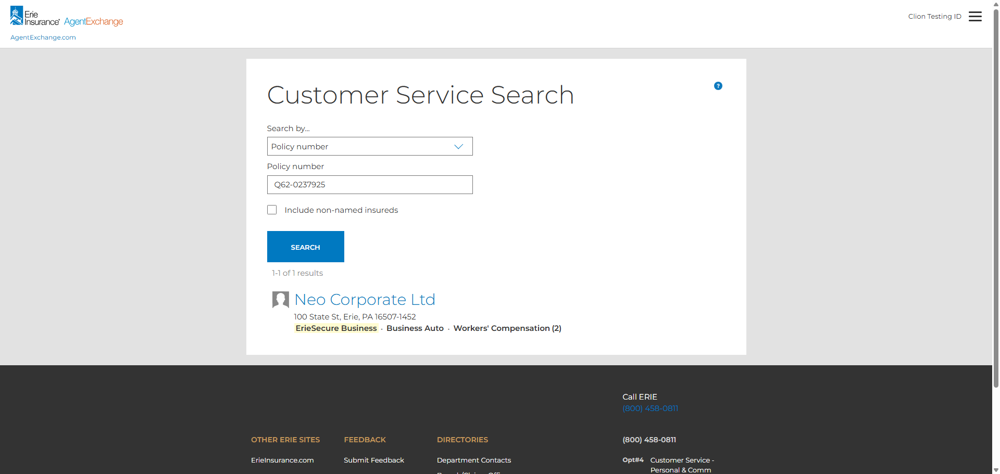 Erie
Insurance® AgentExchange
Clion Testing ID
AgentExchange.com
Customer Service Search
?
Search by...
Policy number
Policy number
Q62-0237925
Include non-named insureds
SEARCH
1-1 of 1 results
Neo Corporate Ltd
100 State St, Erie, PA 16507-1452
ErieSecure Business · Business Auto · Workers' Compensation (2)
Call ERIE
(800) 458-0811
OTHER ERIE SITES
FEEDBACK
DIRECTORIES
(800) 458-0811
ErieInsurance.com
Submit Feedback
Department Contacts
Opt#4 Customer Service -
Personal & Comm